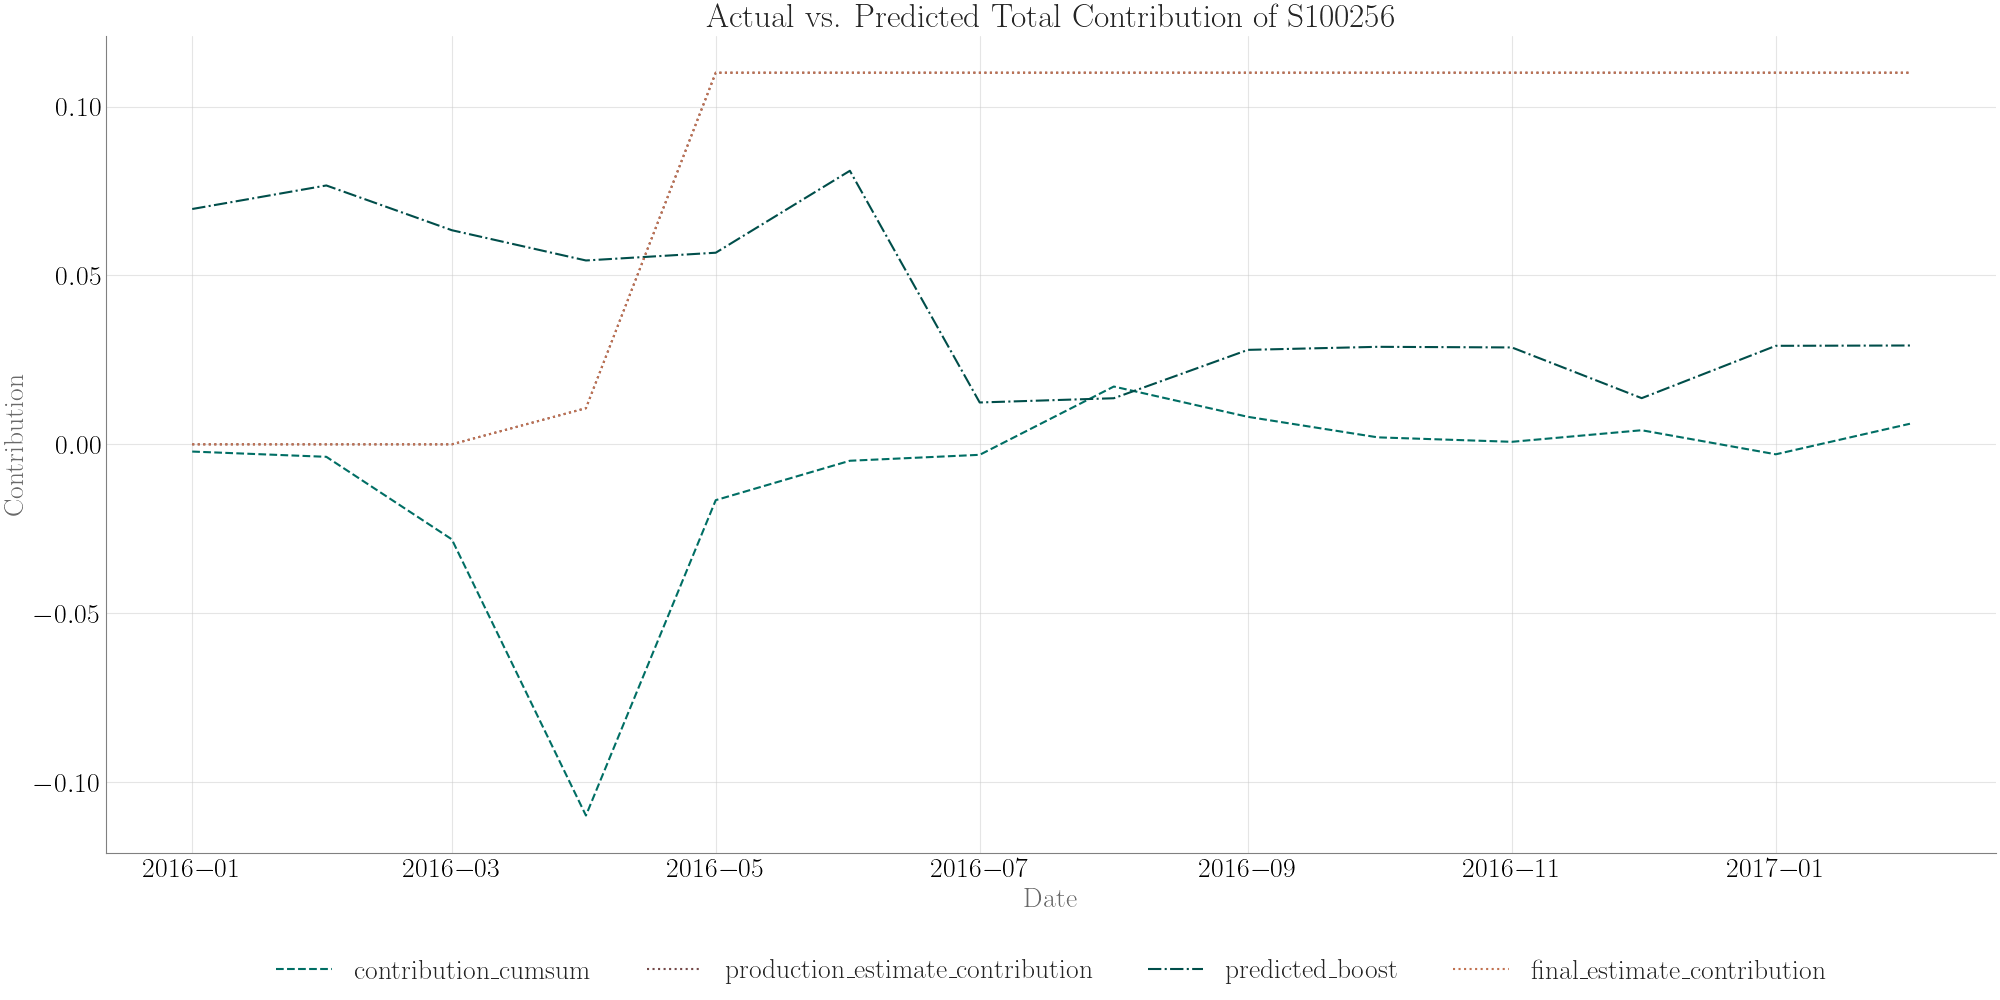 Actual vs. Predicted Total Contribution of S100256
0.10
0.05
0.00
−0.05
−0.10
Contribution
2016−01 2016−03 2016−05 2016−07 2016−09 2016−11 2017−01
Date
contribution_cumsum production_estimate_contribution predicted_boost final_estimate_contribution